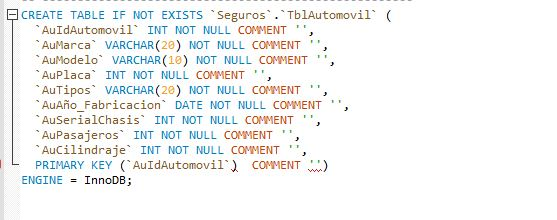 CREATE TABLE IF NOT EXISTS `Seguros`.`TblAutomovil` (
`AuIdAutomovil` INT NOT NULL COMMENT '',
`AuMarca` VARCHAR(20) NOT NULL COMMENT '',
`AuModelo` VARCHAR(10) NOT NULL COMMENT '',
`AuPlaca` INT NOT NULL COMMENT '',
`AuTipos` VARCHAR(20) NOT NULL COMMENT '',
`AuAño_Fabricacion` DATE NOT NULL COMMENT '',
`AuSerialChasis` INT NOT NULL COMMENT '',
`AuPasajeros` INT NOT NULL COMMENT '',
`AuCilindraje` INT NOT NULL COMMENT '',
PRIMARY KEY (`AuIdAutomovil`)  COMMENT '')
ENGINE = InnoDB;